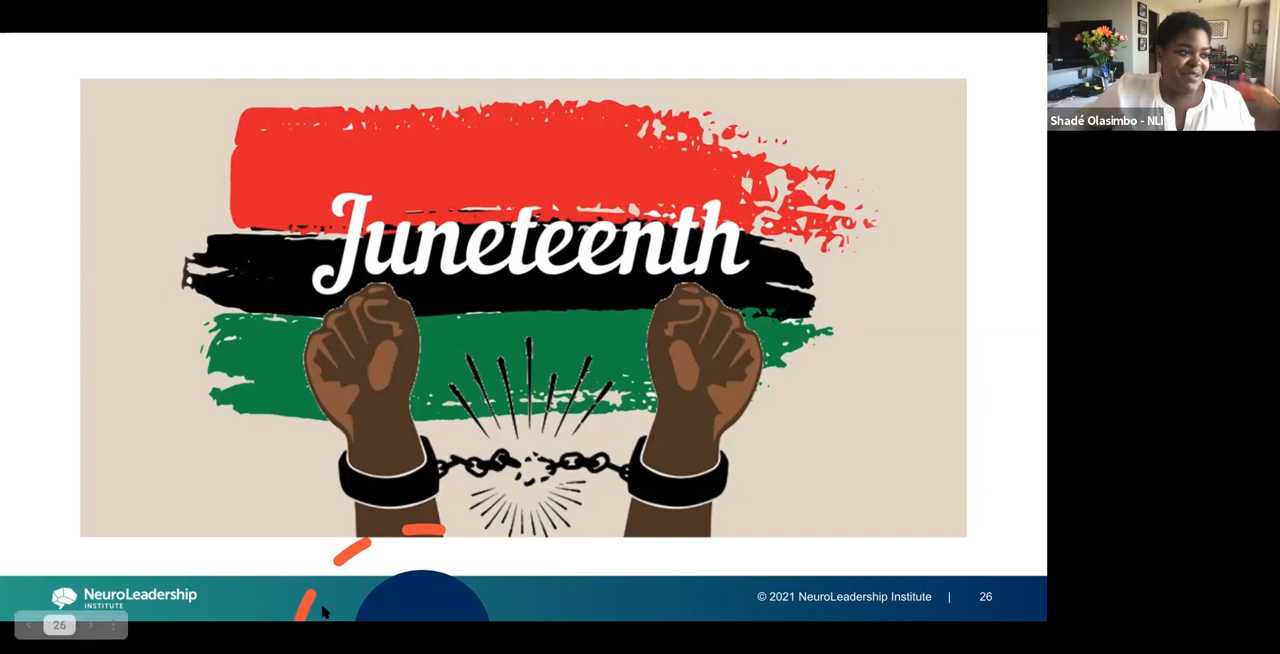 Juneteenth
Shadé Olasimbo - NLI
NeuroLeadership
INSTITUTE
© 2021 NeuroLeadership Institute | 26
26